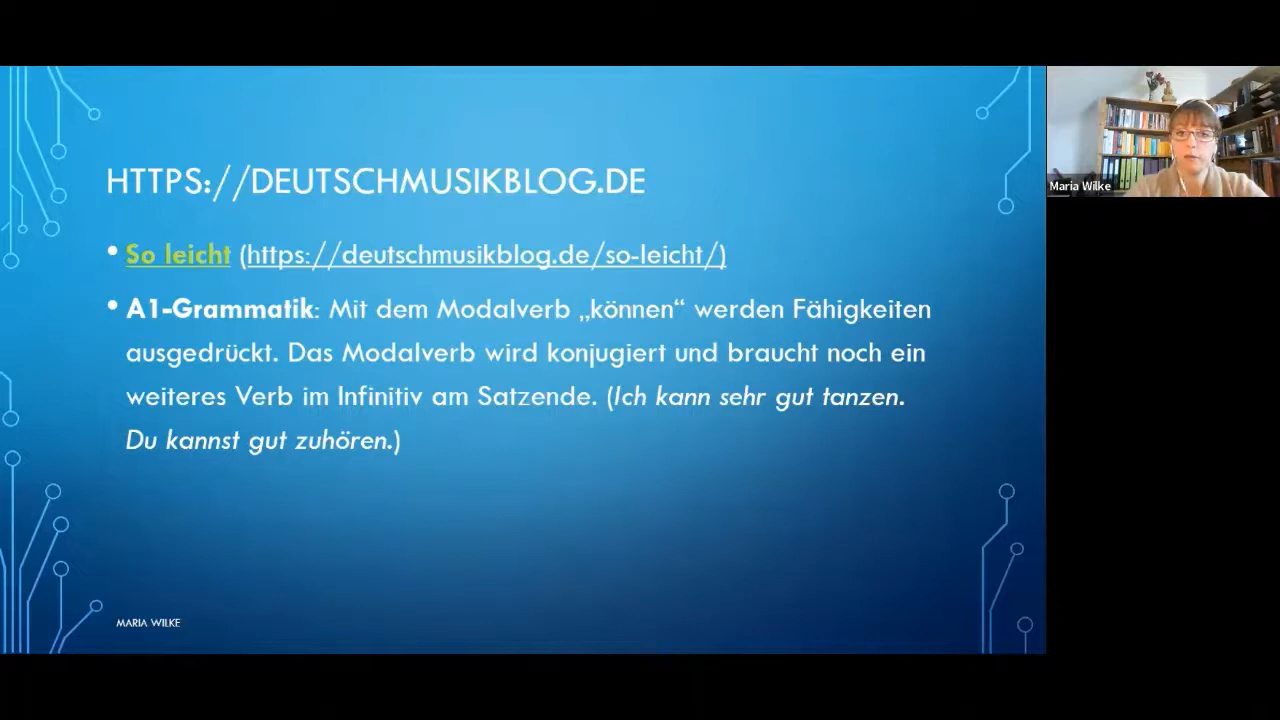 HTTPS://DEUTSCHMUSIKBLOG.DE
• So leicht (https://deutschmusikblog.de/so-leicht/)
• A1-Grammatik: Mit dem Modalverb „können“ werden Fähigkeiten
ausgedrückt. Das Modalverb wird konjugiert und braucht noch ein
weiteres Verb im Infinitiv am Satzende. (Ich kann sehr gut tanzen.
Du kannst gut zuhören.)
MARIA WILKE
Maria Wilke